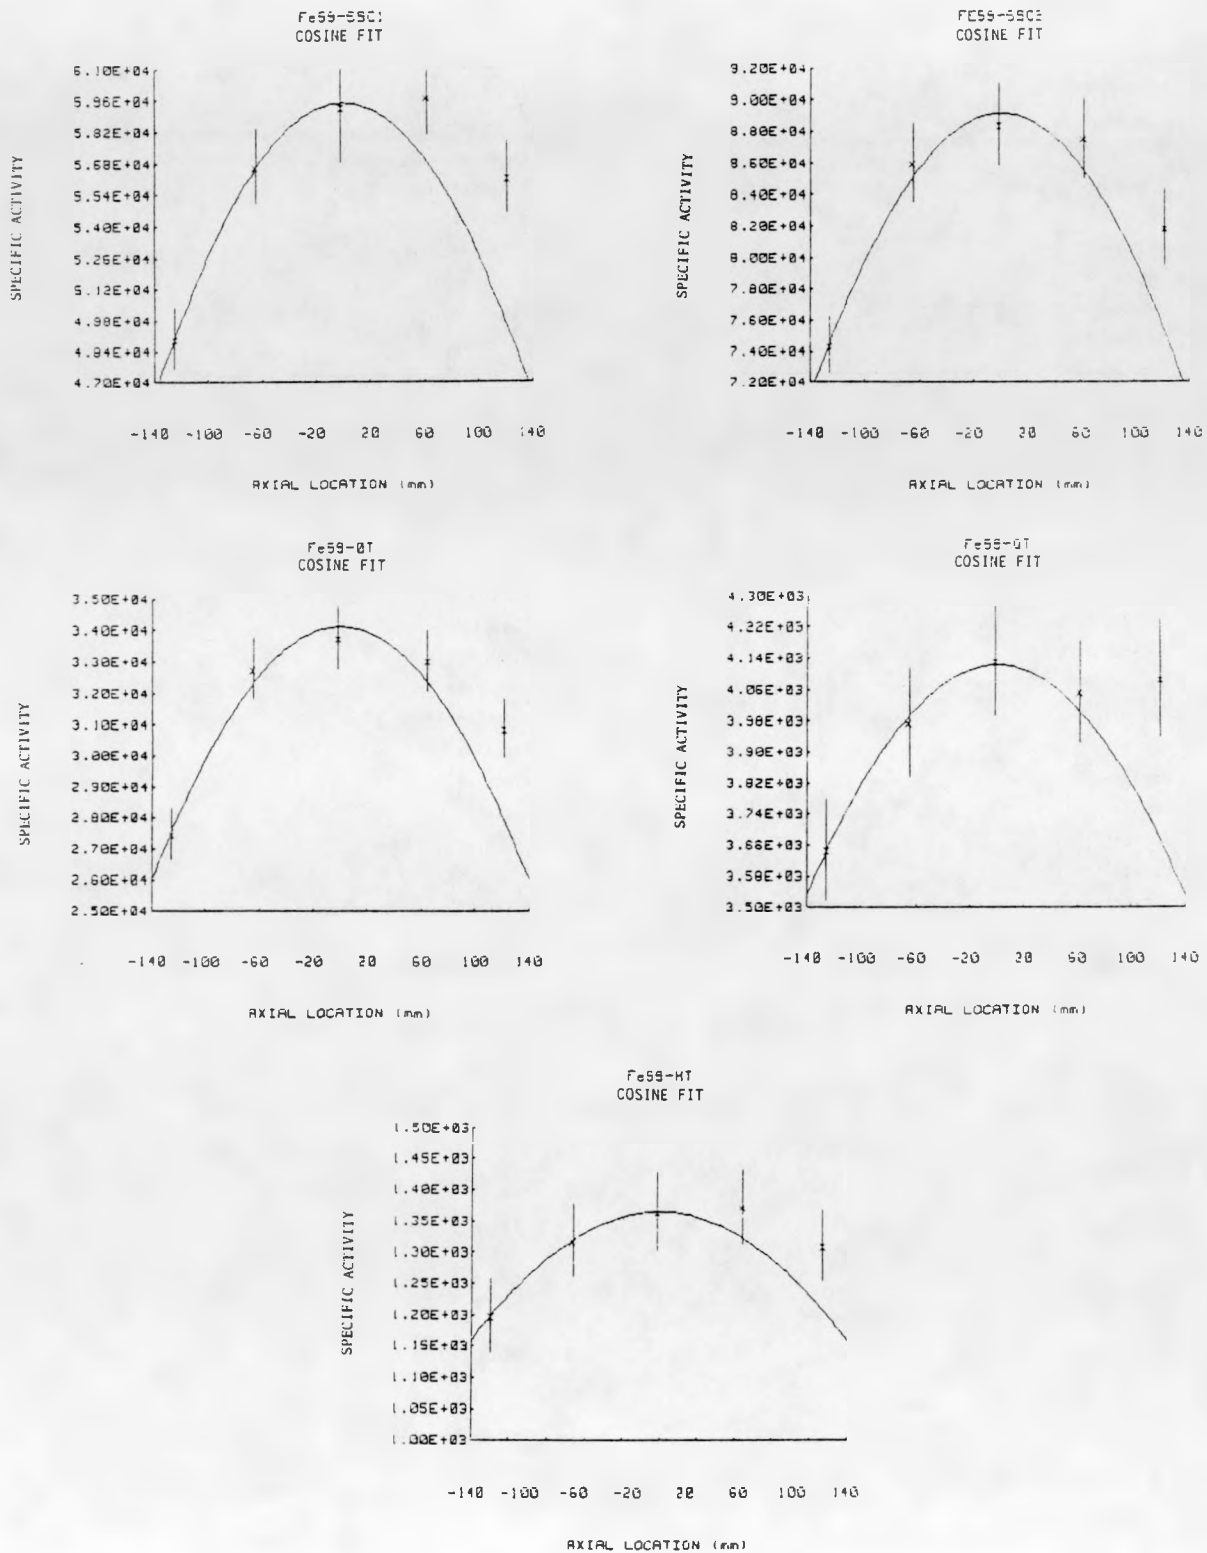 Fe59-SSC1
COSINE FIT
6.10E+04
5.96E+04
5.82E+04
5.68E+04
5.54E+04
5.40E+04
5.26E+04
5.12E+04
4.98E+04
4.84E+04
4.70E+04
SPECIFIC ACTIVITY
-140 -100 -60 -20 20 60 100 140
AXIAL LOCATION (mm)
COSINE FIT
9.20E+04
9.00E+04
8.80E+04
8.60E+04
8.40E+04
8.20E+04
8.00E+04
7.80E+04
7.60E+04
7.40E+04
7.20E+04
SPECIFIC ACTIVITY
-140 -100 -60 -20 20 60 100 140
AXIAL LOCATION (mm)
Fe59-0T
COSINE FIT
3.50E+04
3.40E+04
3.30E+04
3.20E+04
3.10E+04
3.00E+04
2.90E+04
2.80E+04
2.70E+04
2.60E+04
2.50E+04
SPECIFIC ACTIVITY
-140 -100 -60 -20 20 60 100 140
AXIAL LOCATION (mm)
Fe59-QT
COSINE FIT
4.30E+03
4.22E+03
4.14E+03
4.06E+03
3.98E+03
3.90E+03
3.82E+03
3.74E+03
3.66E+03
3.58E+03
3.50E+03
SPECIFIC ACTIVITY
-140 -100 -60 -20 20 60 100 140
AXIAL LOCATION (mm)
Fe59-HT
COSINE FIT
1.50E+03
1.45E+03
1.40E+03
1.35E+03
1.30E+03
1.25E+03
1.20E+03
1.15E+03
1.10E+03
1.05E+03
1.00E+03
SPECIFIC ACTIVITY
-140 -100 -60 -20 20 60 100 140
AXIAL LOCATION (mm)